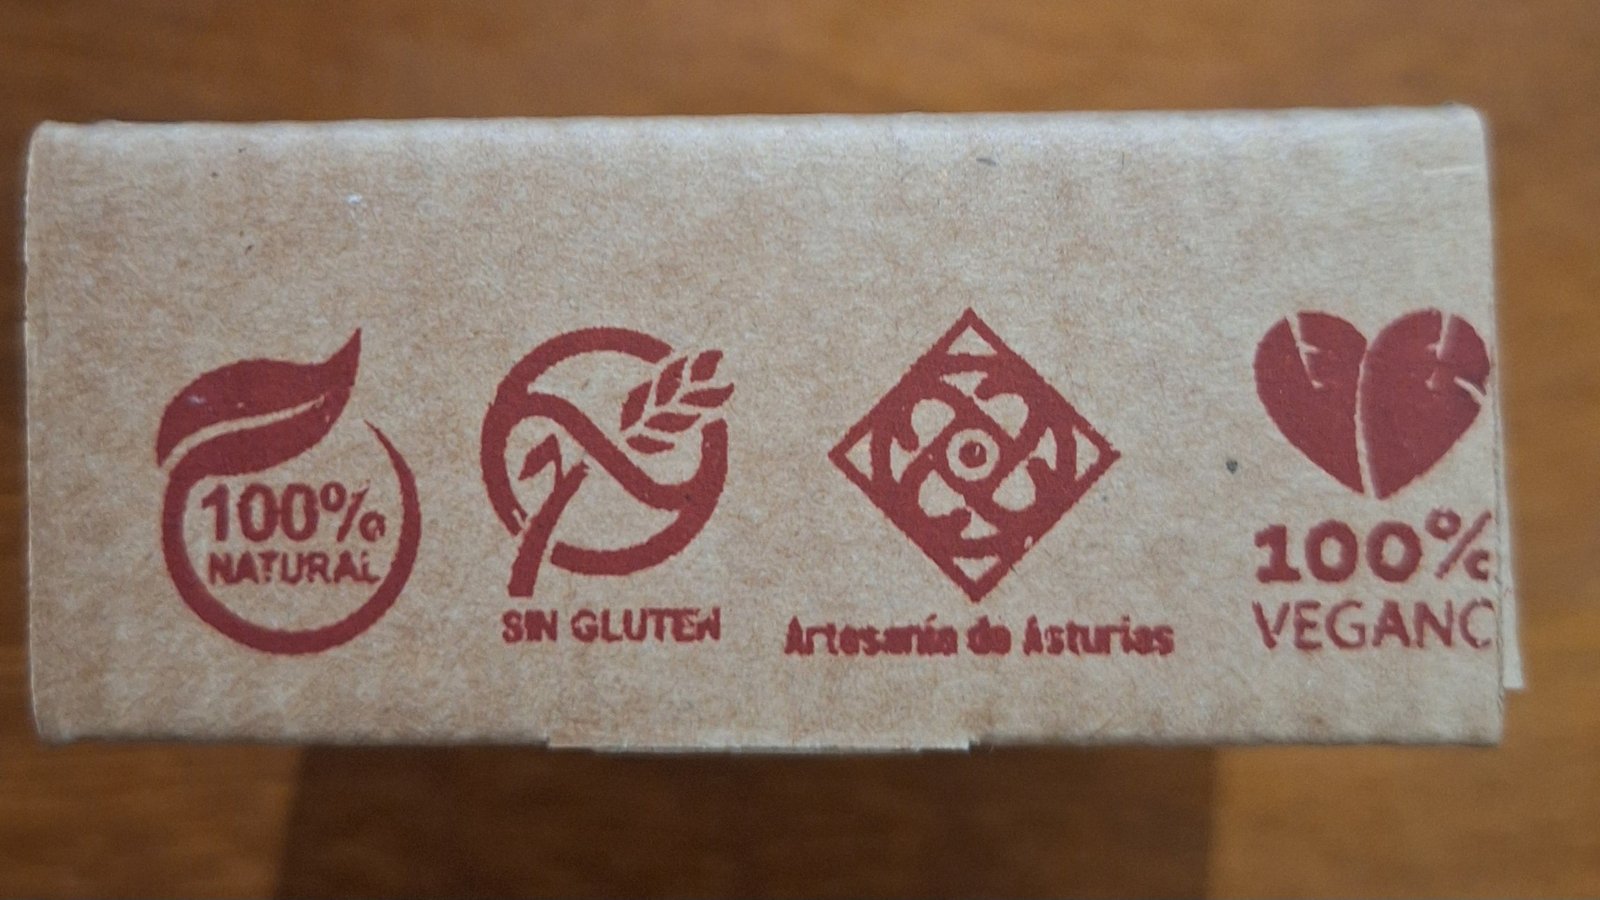 100%
NATURAL
SIN GLUTEN
Artesanía de Asturias
100%
VEGANO